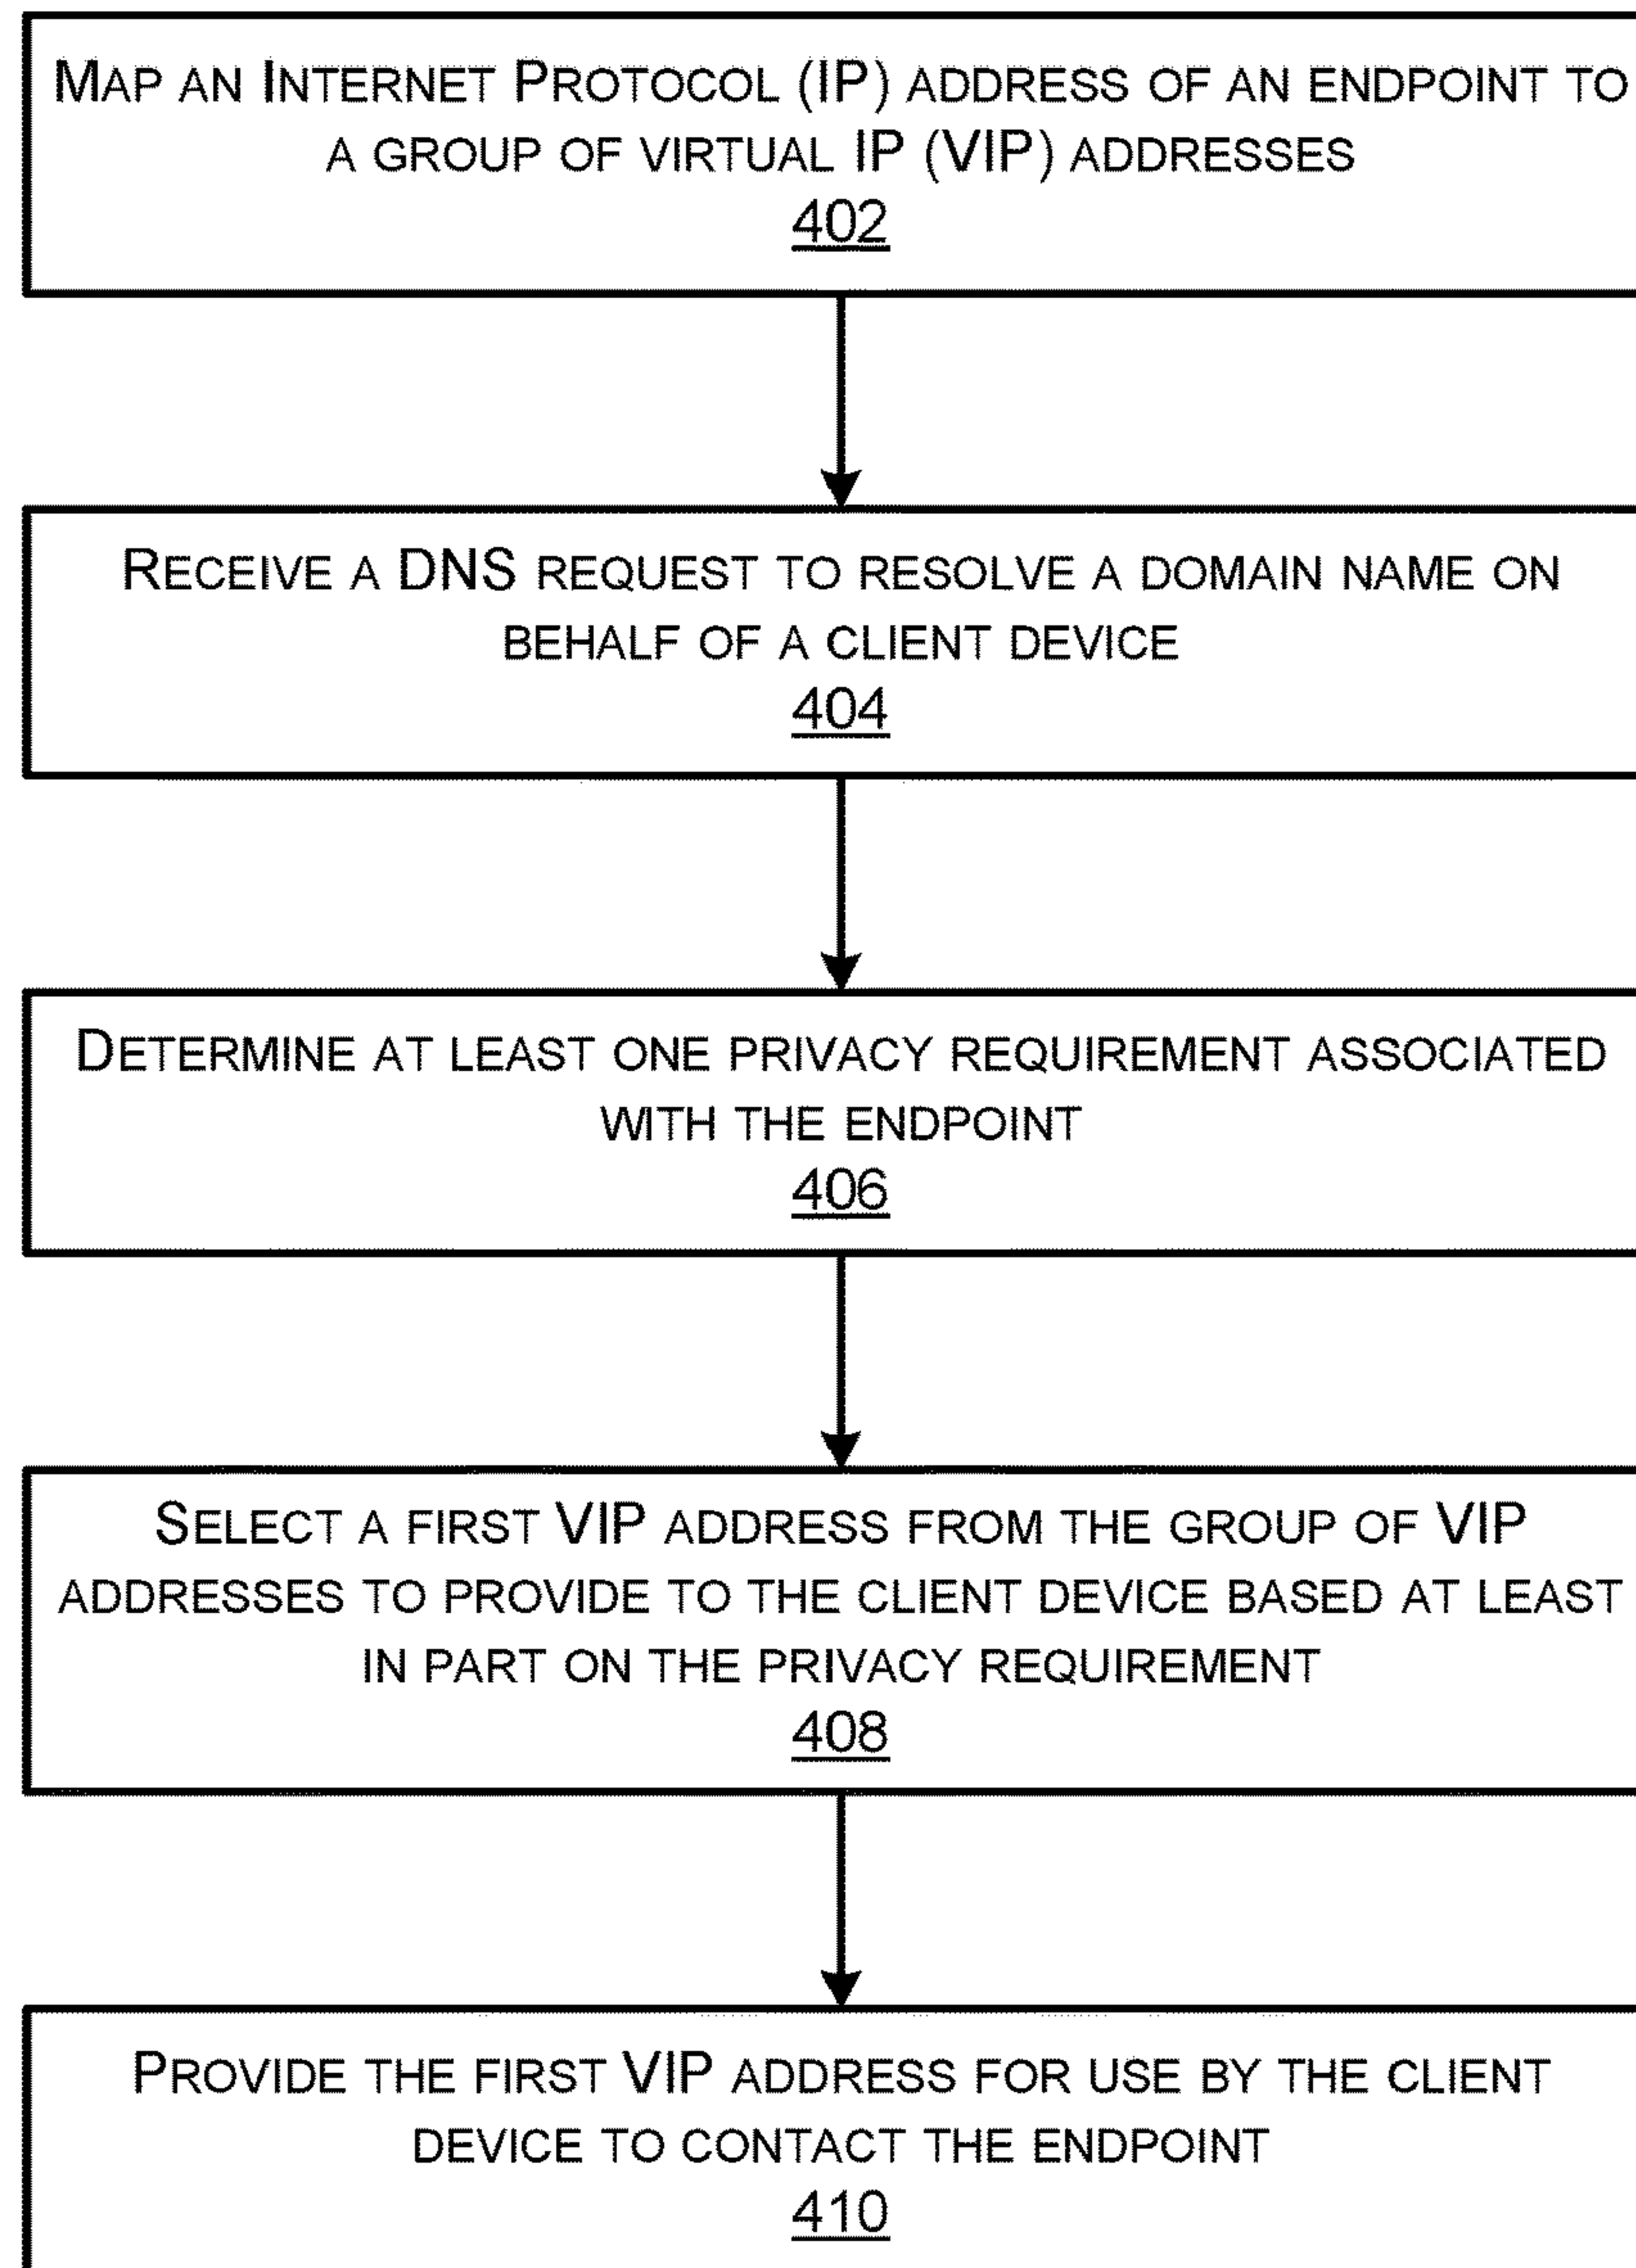 MAP AN INTERNET PROTOCOL (IP) ADDRESS OF AN ENDPOINT TO
A GROUP OF VIRTUAL IP (VIP) ADDRESSES
402
RECEIVE A DNS REQUEST TO RESOLVE A DOMAIN NAME ON
BEHALF OF A CLIENT DEVICE
404
DETERMINE AT LEAST ONE PRIVACY REQUIREMENT ASSOCIATED
WITH THE ENDPOINT
406
SELECT A FIRST VIP ADDRESS FROM THE GROUP OF VIP
ADDRESSES TO PROVIDE TO THE CLIENT DEVICE BASED AT LEAST
IN PART ON THE PRIVACY REQUIREMENT
408
PROVIDE THE FIRST VIP ADDRESS FOR USE BY THE CLIENT
DEVICE TO CONTACT THE ENDPOINT
410